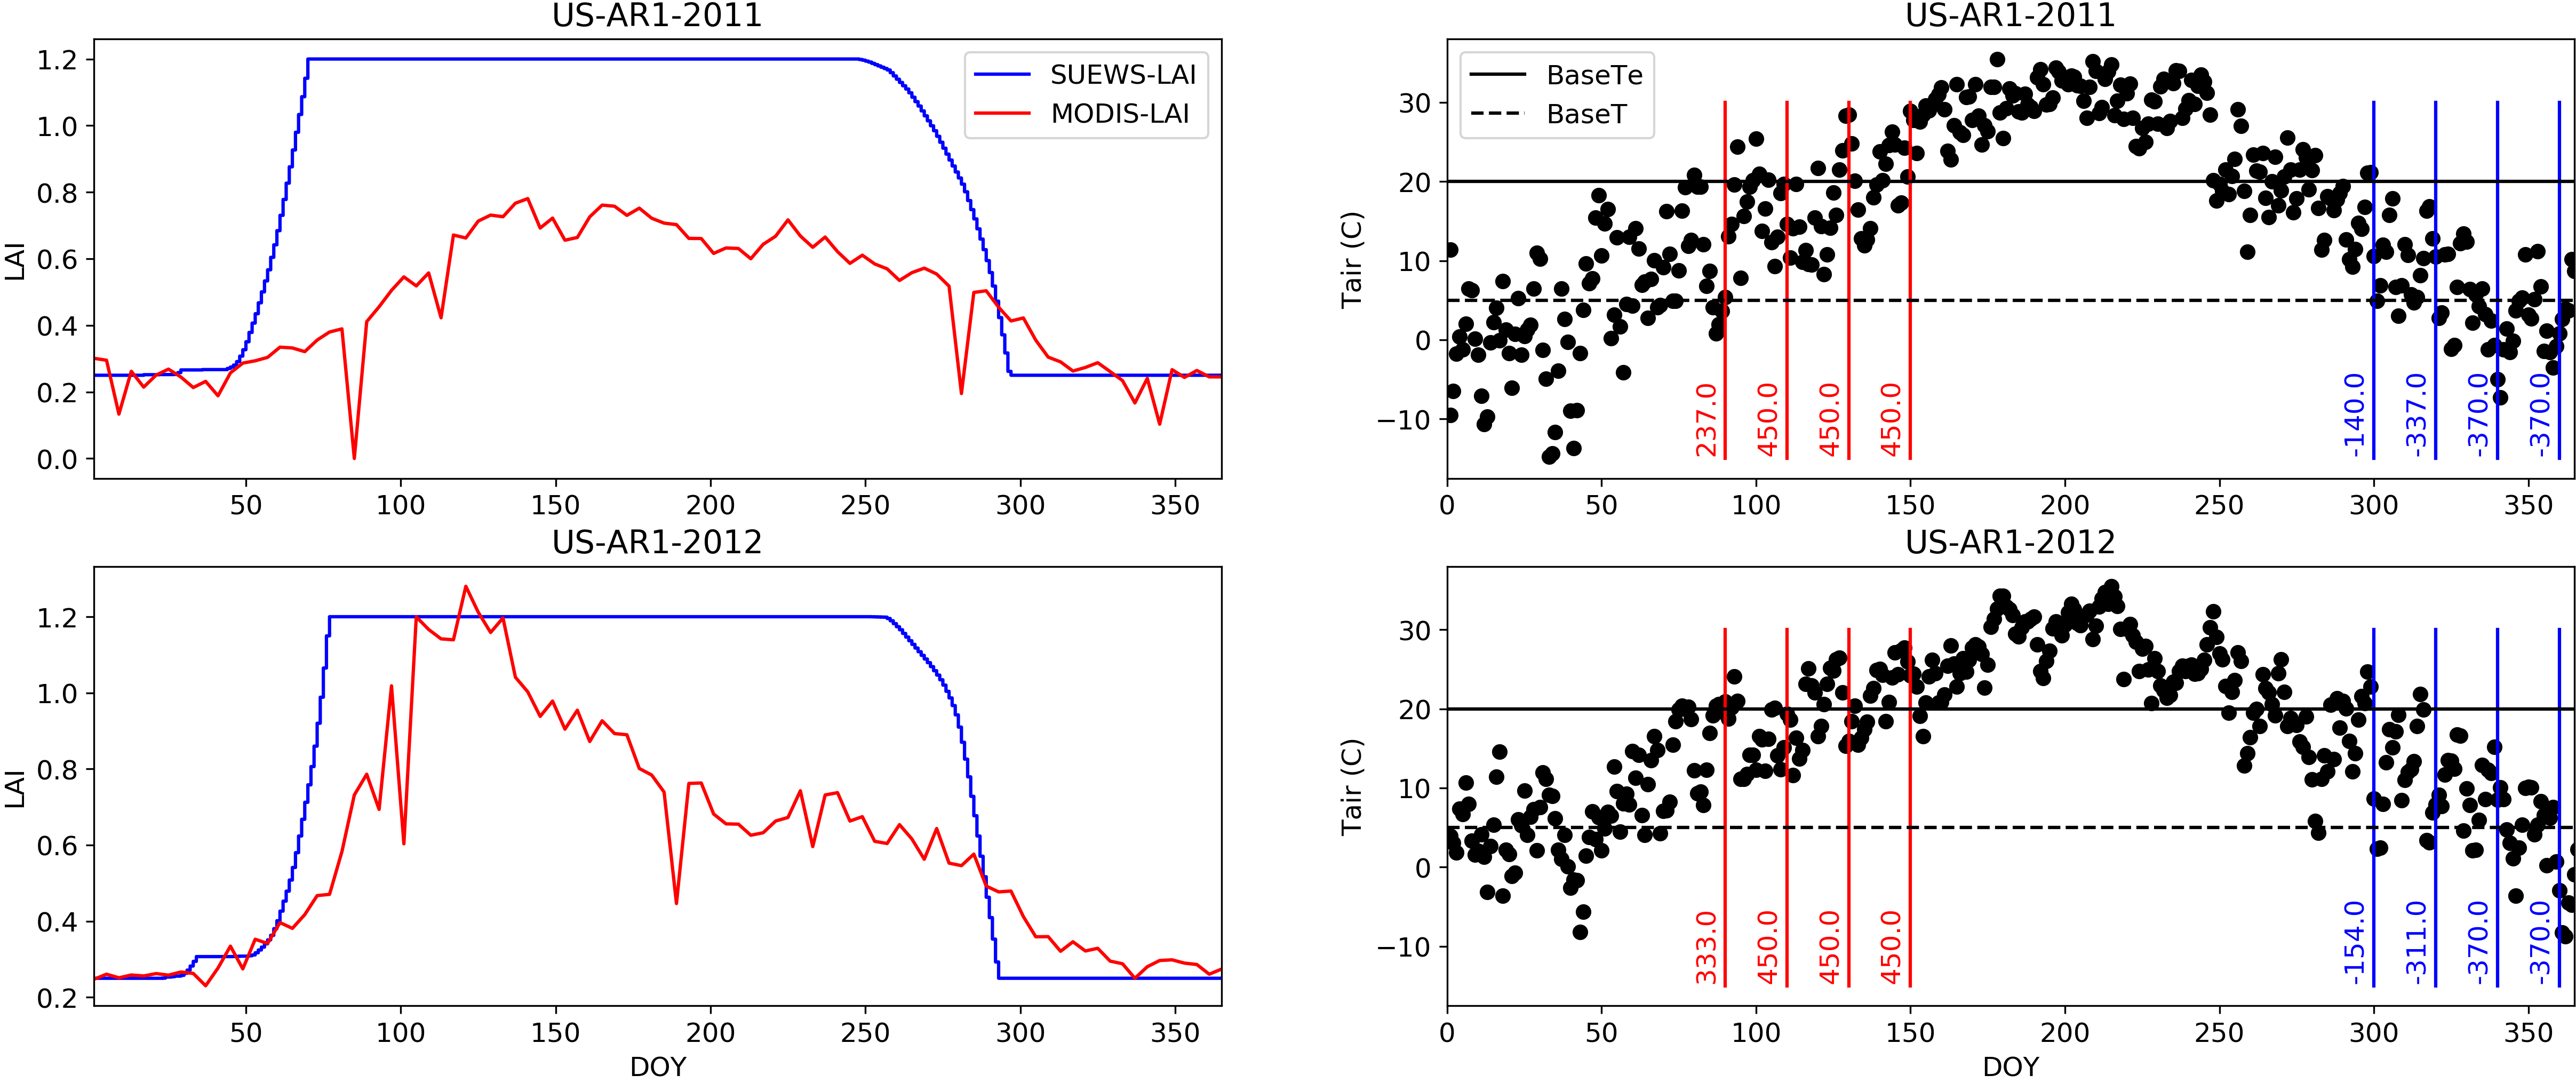 US-AR1-2011
SUEWS-LAI
MODIS-LAI
LAI
1.2
1.0
0.8
0.6
0.4
0.2
0.0
50 100 150 200 250 300 350
US-AR1-2011
BaseTe
BaseT
Tair (C)
30
20
10
0
−10
237.0 450.0 450.0 450.0 -140.0 -337.0 -370.0 -370.0
0 50 100 150 200 250 300 350
US-AR1-2012
LAI
1.2
1.0
0.8
0.6
0.4
0.2
50 100 150 200 250 300 350
DOY
US-AR1-2012
Tair (C)
30
20
10
0
−10
333.0 450.0 450.0 450.0 -154.0 -311.0 -370.0 -370.0
0 50 100 150 200 250 300 350
DOY